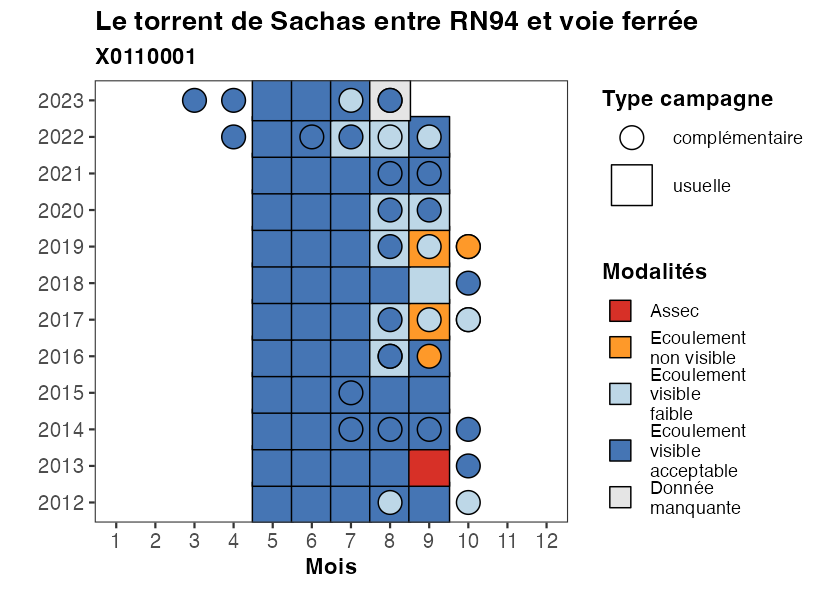 Le torrent de Sachas entre RN94 et voie ferrée
X0110001
2023
2022
2021
2020
2019
2018
2017
2016
2015
2014
2013
2012
1 2 3 4 5 6 7 8 9 10 11 12
Mois
Type campagne
complémentaire
usuelle
Modalités
Assec
Ecoulement
non visible
Ecoulement
visible
faible
Ecoulement
visible
acceptable
Donnée
manquante